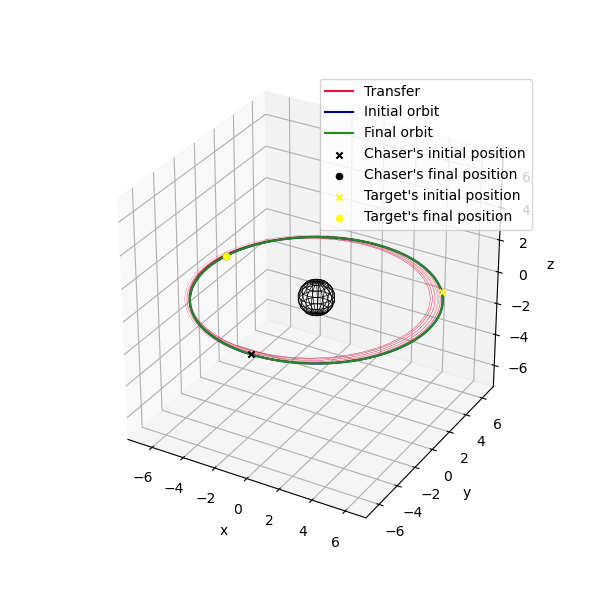 Transfer
Initial orbit
Final orbit
Chaser's initial position
Chaser's final position
Target's initial position
Target's final position
6
4
2
0
−2
−4
−6
z
6
4
2
0
−2
−4
−6
y
−6
−4
−2
0
2
4
6
x